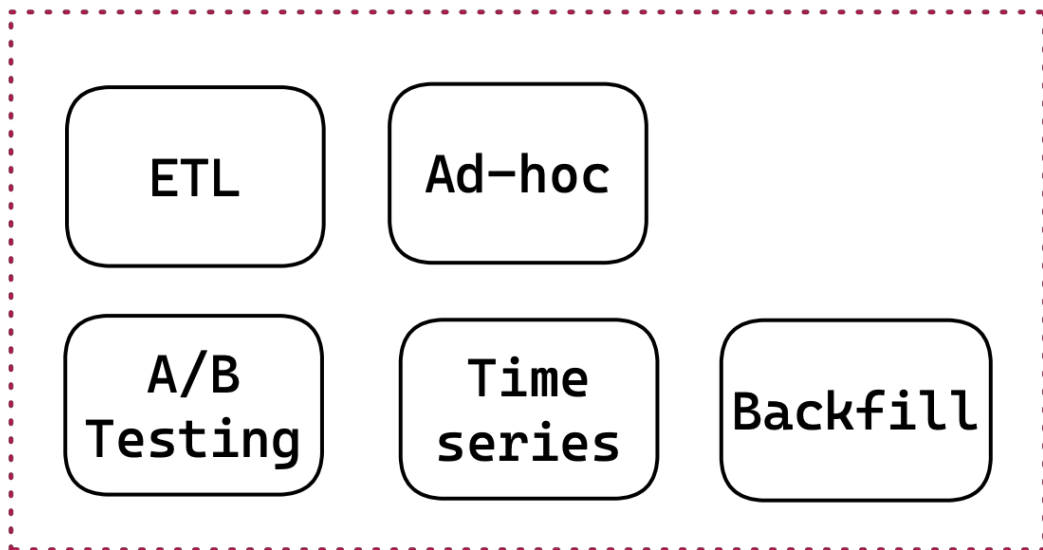 ETL
Ad-hoc
A/B
Testing
Time
series
Backfill